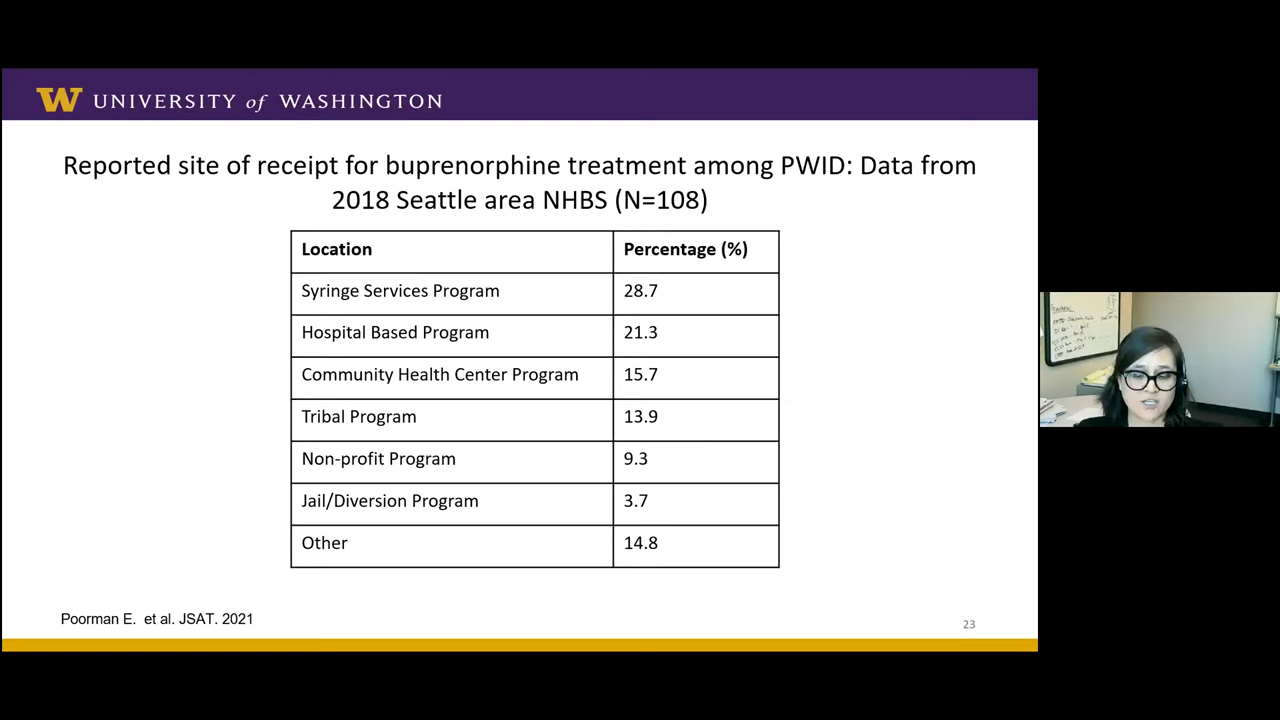 W UNIVERSITY of WASHINGTON
Reported site of receipt for buprenorphine treatment among PWID: Data from
2018 Seattle area NHBS (N=108)
Location Percentage (%)
Syringe Services Program 28.7
Hospital Based Program 21.3
Community Health Center Program 15.7
Tribal Program 13.9
Non-profit Program 9.3
Jail/Diversion Program 3.7
Other 14.8
Poorman E. et al. JSAT. 2021
23